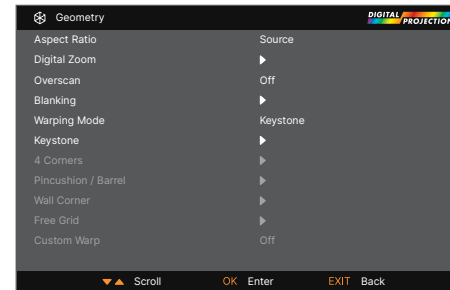 Geometry
DIGITAL PROJECTION
Aspect Ratio Source
Digital Zoom
Overscan Off
Blanking
Warping Mode Keystone
Keystone
4 Corners
Pincushion / Barrel
Wall Corner
Free Grid
Custom Warp Off
Scroll OK Enter EXIT Back